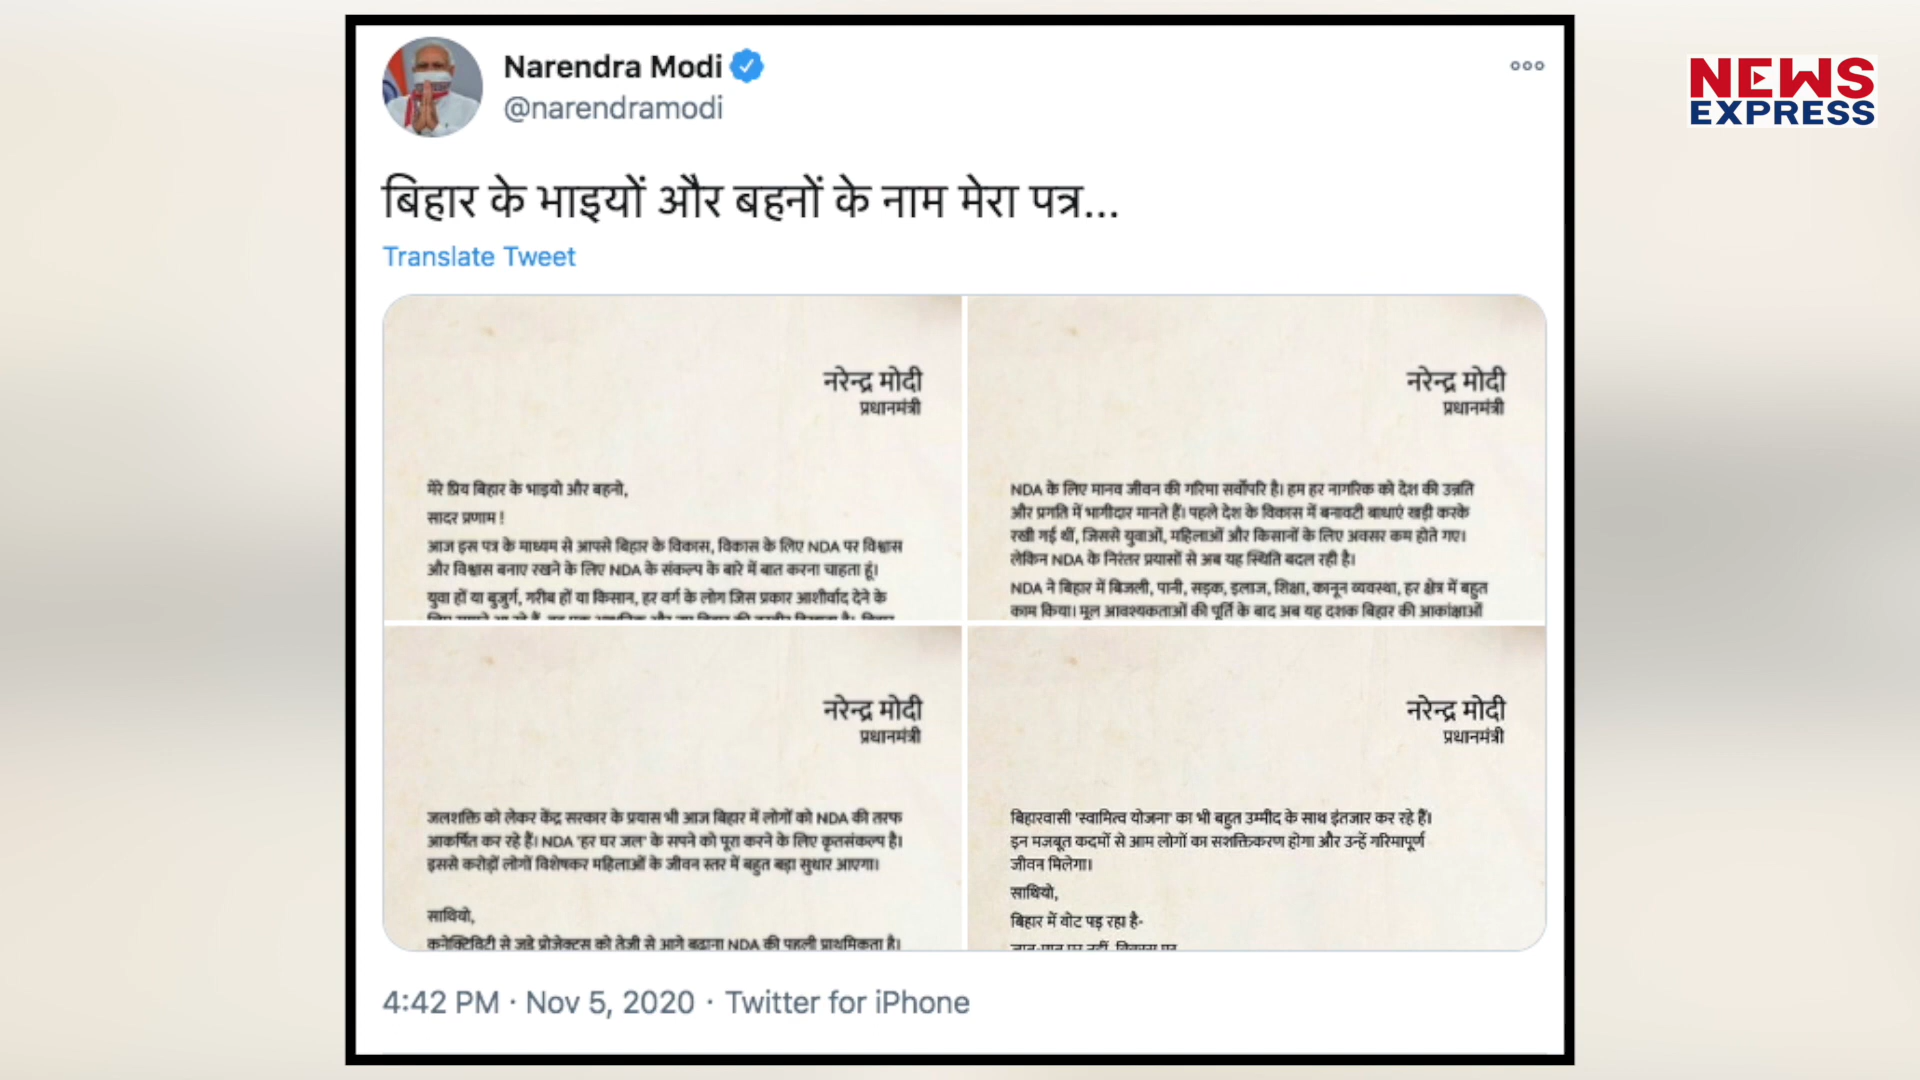 Narendra Modi
@narendramodi
NEWS
EXPRESS
बिहार के भाइयों और बहनों के नाम मेरा पत्र...
Translate Tweet
नरेन्द्र मोदी
प्रधानमंत्री
मेरे प्रिय बिहार के भाइयो और बहनो,
सादर प्रणाम !
आज इस पत्र के माध्यम से आपसे बिहार के विकास, विकास के लिए NDA पर विश्वास
और विश्वास बनाए रखने के लिए NDA के संकल्प के बारे में बात करना चाहता हूं।
युवा हों या बुजुर्ग, गरीब हों या किसान, हर वर्ग के लोग जिस प्रकार आशीर्वाद देने के
नरेन्द्र मोदी
प्रधानमंत्री
NDA के लिए मानव जीवन की गरिमा सर्वोपरि है। हम हर नागरिक को देश की उन्नति
और प्रगति में भागीदार मानते हैं। पहले देश के विकास में बनावटी बाधाएं खड़ी करके
रखी गई थीं, जिससे युवाओं, महिलाओं और किसानों के लिए अवसर कम होते गए।
लेकिन NDA के निरंतर प्रयासों से अब यह स्थिति बदल रही है।
NDA ने बिहार में बिजली, पानी, सड़क, इलाज, शिक्षा, कानून व्यवस्था, हर क्षेत्र में बहुत
काम किया। मूल आवश्यकताओं की पूर्ति के बाद अब यह दशक बिहार की आकांक्षाओं
नरेन्द्र मोदी
प्रधानमंत्री
जलशक्ति को लेकर केंद्र सरकार के प्रयास भी आज बिहार में लोगों को NDA की तरफ
आकर्षित कर रहे हैं। NDA 'हर घर जल' के सपने को पूरा करने के लिए कृतसंकल्प है।
इससे करोड़ों लोगों विशेषकर महिलाओं के जीवन स्तर में बहुत बड़ा सुधार आएगा।
साथियो,
कनेक्टिविटी से जुड़े प्रोजेक्ट्स को तेजी से आगे बढ़ाना NDA की पहली प्राथमिकता है।
नरेन्द्र मोदी
प्रधानमंत्री
बिहारवासी 'स्वामित्व योजना' का भी बहुत उम्मीद के साथ इंतजार कर रहे हैं।
इन मजबूत कदमों से आम लोगों का सशक्तिकरण होगा और उन्हें गरिमापूर्ण
जीवन मिलेगा।
साथियो,
बिहार में वोट पड़ रहा है-
4:42 PM · Nov 5, 2020 · Twitter for iPhone